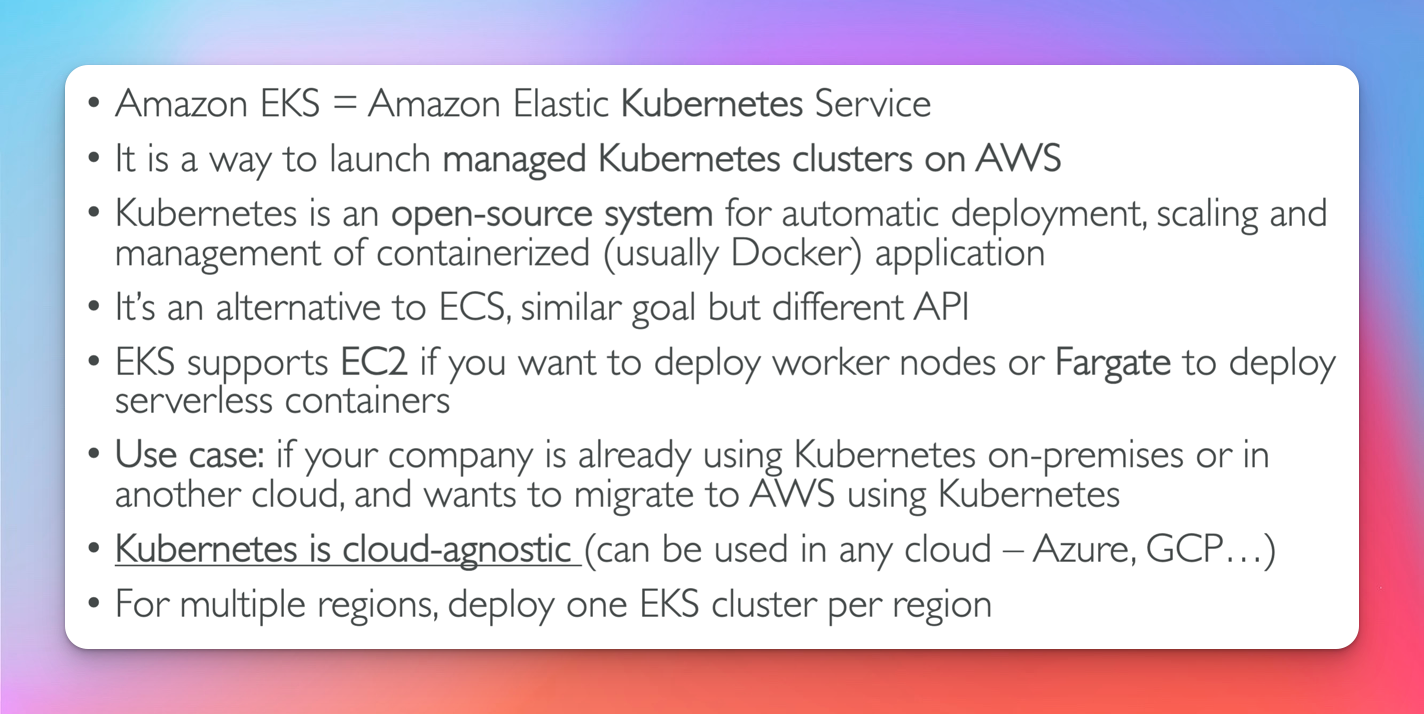 • Amazon EKS = Amazon Elastic Kubernetes Service
• It is a way to launch managed Kubernetes clusters on AWS
• Kubernetes is an open-source system for automatic deployment, scaling and
management of containerized (usually Docker) application
• It’s an alternative to ECS, similar goal but different API
• EKS supports EC2 if you want to deploy worker nodes or Fargate to deploy
serverless containers
• Use case: if your company is already using Kubernetes on-premises or in
another cloud, and wants to migrate to AWS using Kubernetes
• Kubernetes is cloud-agnostic (can be used in any cloud – Azure, GCP…)
• For multiple regions, deploy one EKS cluster per region